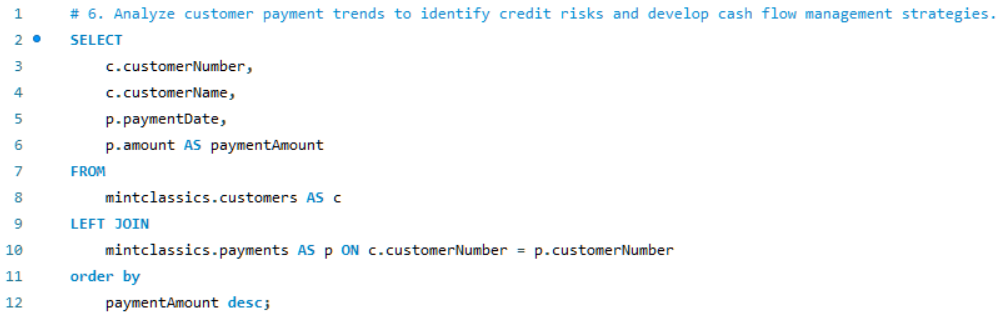 1 # 6. Analyze customer payment trends to identify credit risks and develop cash flow management strategies.
2 SELECT
3 c.customerNumber,
4 c.customerName,
5 p.paymentDate,
6 p.amount AS paymentAmount
7 FROM
8 mintclassics.customers AS c
9 LEFT JOIN
10 mintclassics.payments AS p ON c.customerNumber = p.customerNumber
11 order by
12 paymentAmount desc;